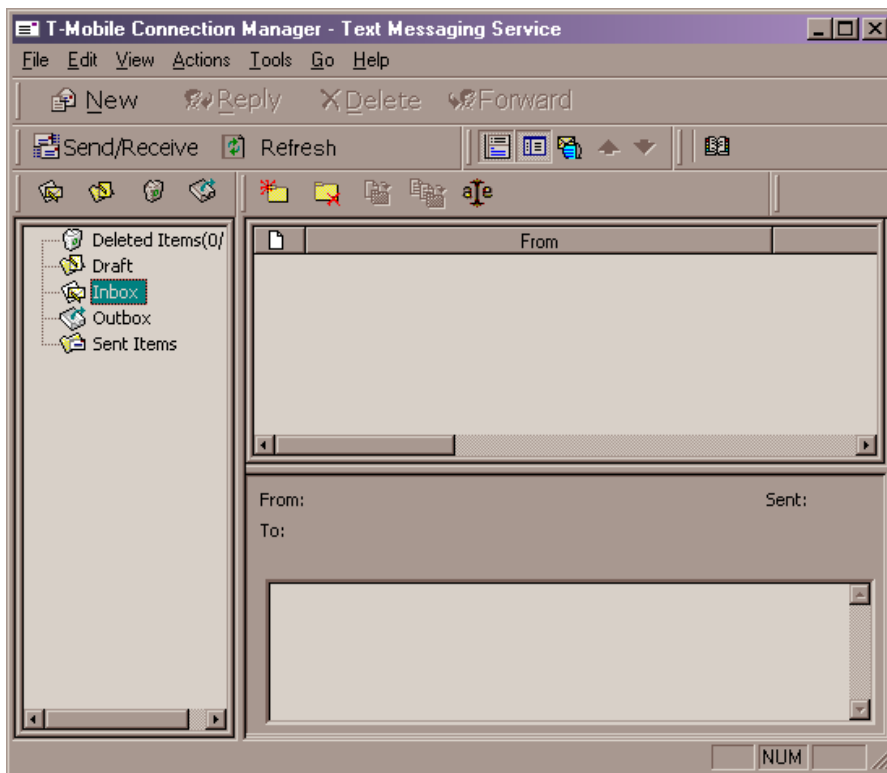 T-Mobile Connection Manager - Text Messaging Service
File Edit View Actions Tools Go Help
New Reply Delete Forward
Send/Receive Refresh
a e
Deleted Items(0/
Draft
Inbox
Outbox
Sent Items
From
From: Sent:
To:
NUM